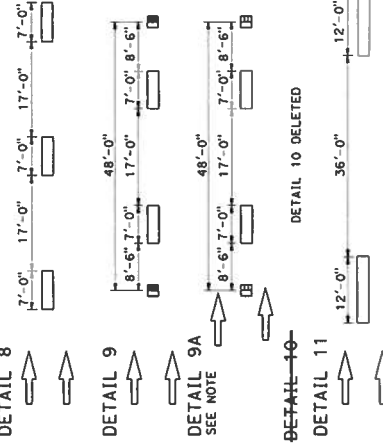 DETAIL 8
7'-0" 17'-0" 7'-0" 17'-0" 7'-0"
DETAIL 9
48'-0"
8'-6" 7'-0" 17'-0" 7'-0" 8'-6"
DETAIL 9A
SEE NOTE
48'-0"
8'-6" 7'-0" 17'-0" 7'-0" 8'-6"
DETAIL 10
DETAIL 10 DELETED
DETAIL 11
12'-0" 36'-0" 12'-0"